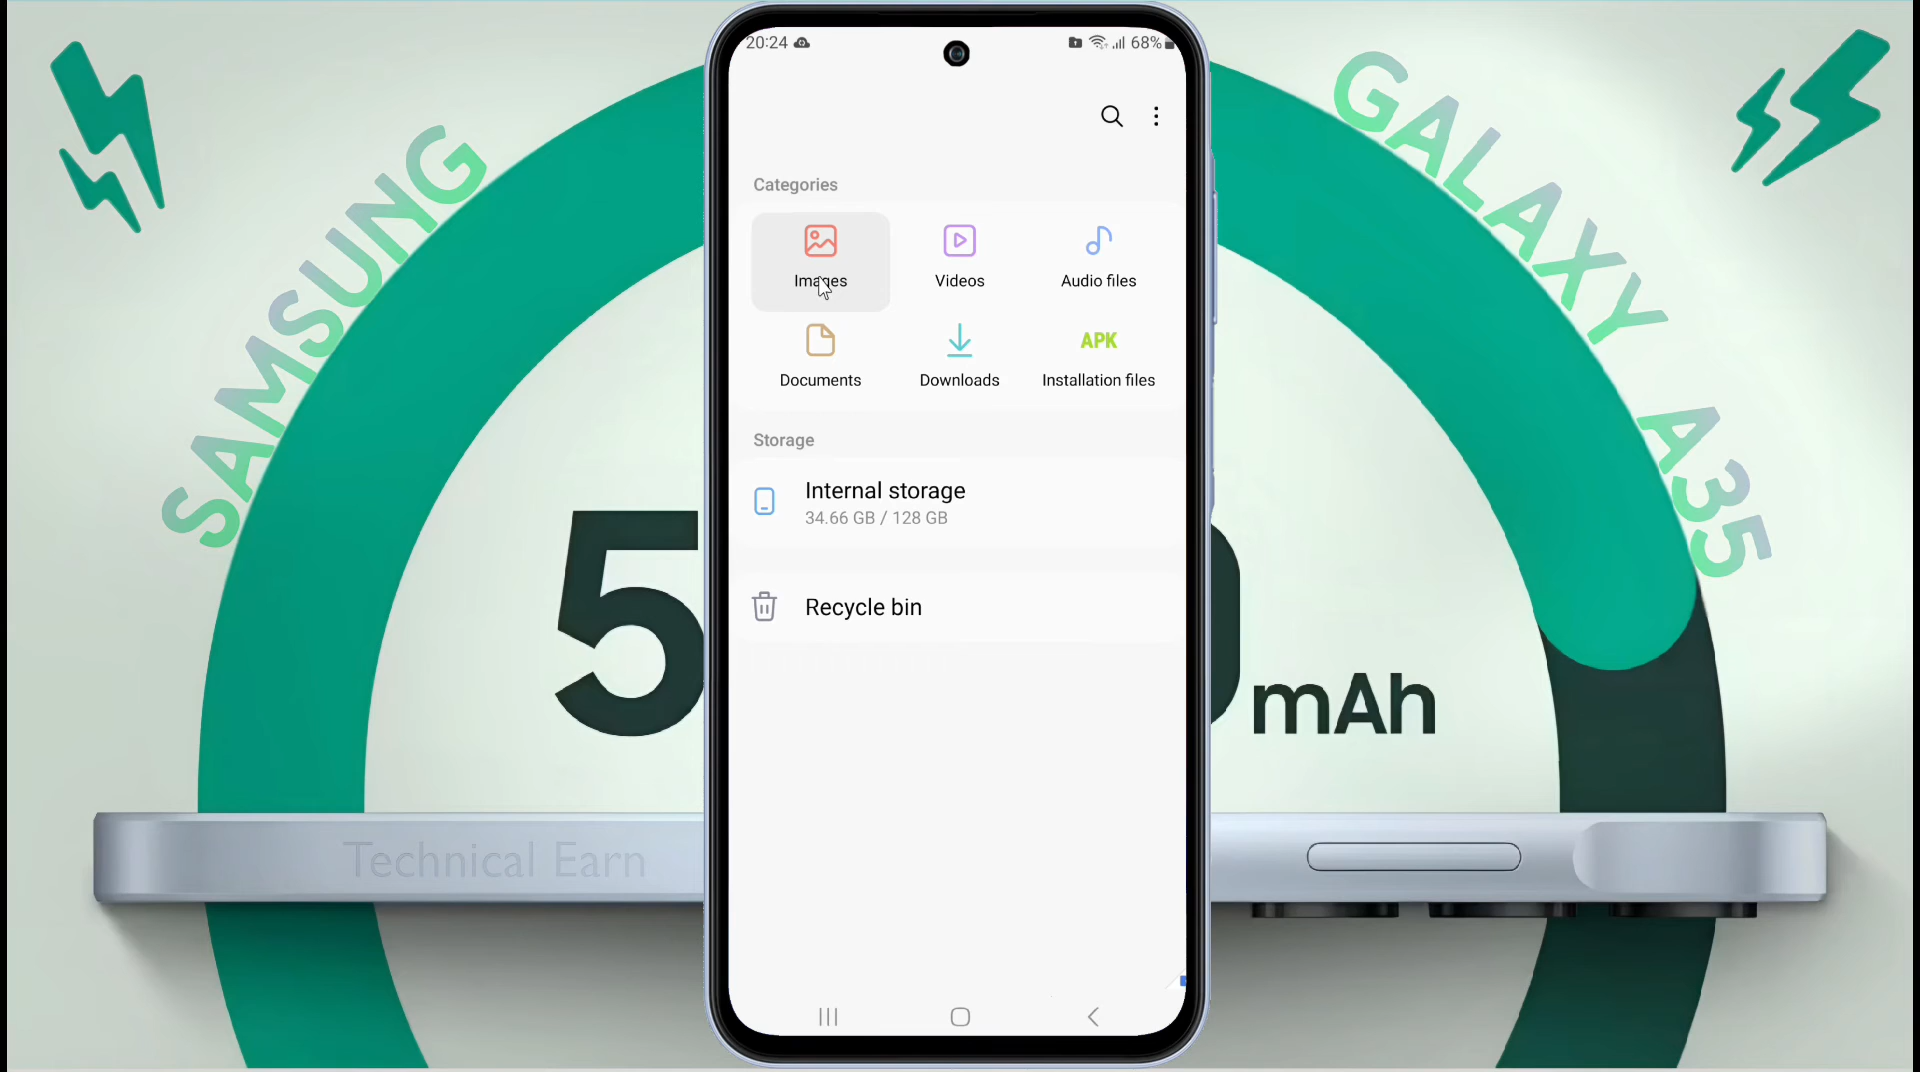 20:24
68%
SAMSUNG
GALAXY A35
Categories
Images
Videos
Audio files
APK
Documents
Downloads
Installation files
Storage
Internal storage
34.66 GB / 128 GB
Recycle bin
5
mAh
Technical Earn